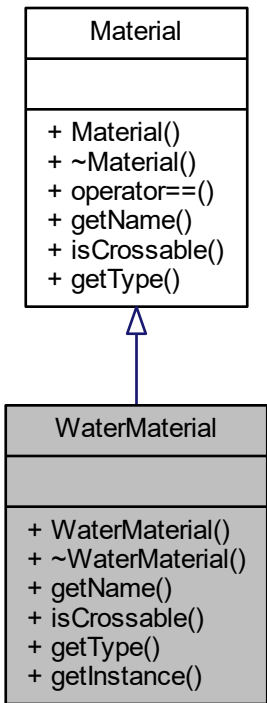 Material
+ Material()
+ ~Material()
+ operator==()
+ getName()
+ isCrossable()
+ getType()
WaterMaterial
+ WaterMaterial()
+ ~WaterMaterial()
+ getName()
+ isCrossable()
+ getType()
+ getInstance()